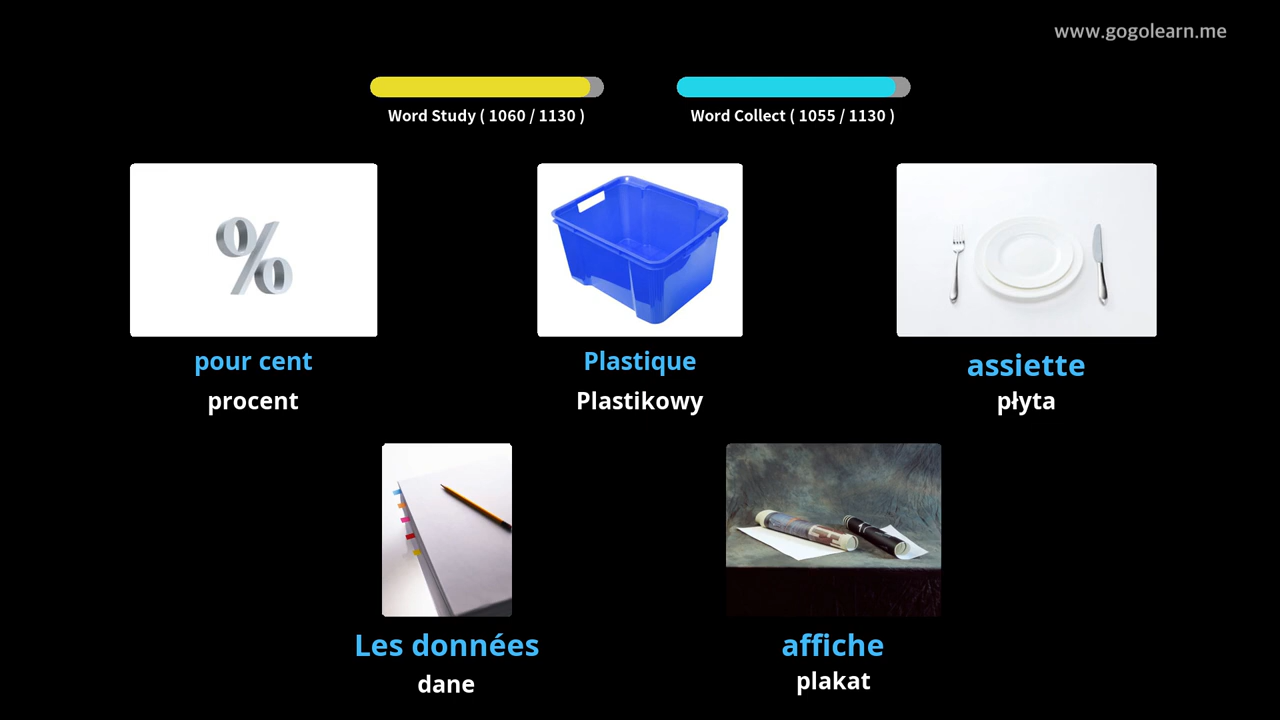 www.gogolearn.me
Word Study ( 1060 / 1130 )
Word Collect ( 1055 / 1130 )
%
pour cent
Plastique
assiette
procent
Plastikowy
płyta
Les données
affiche
dane
plakat